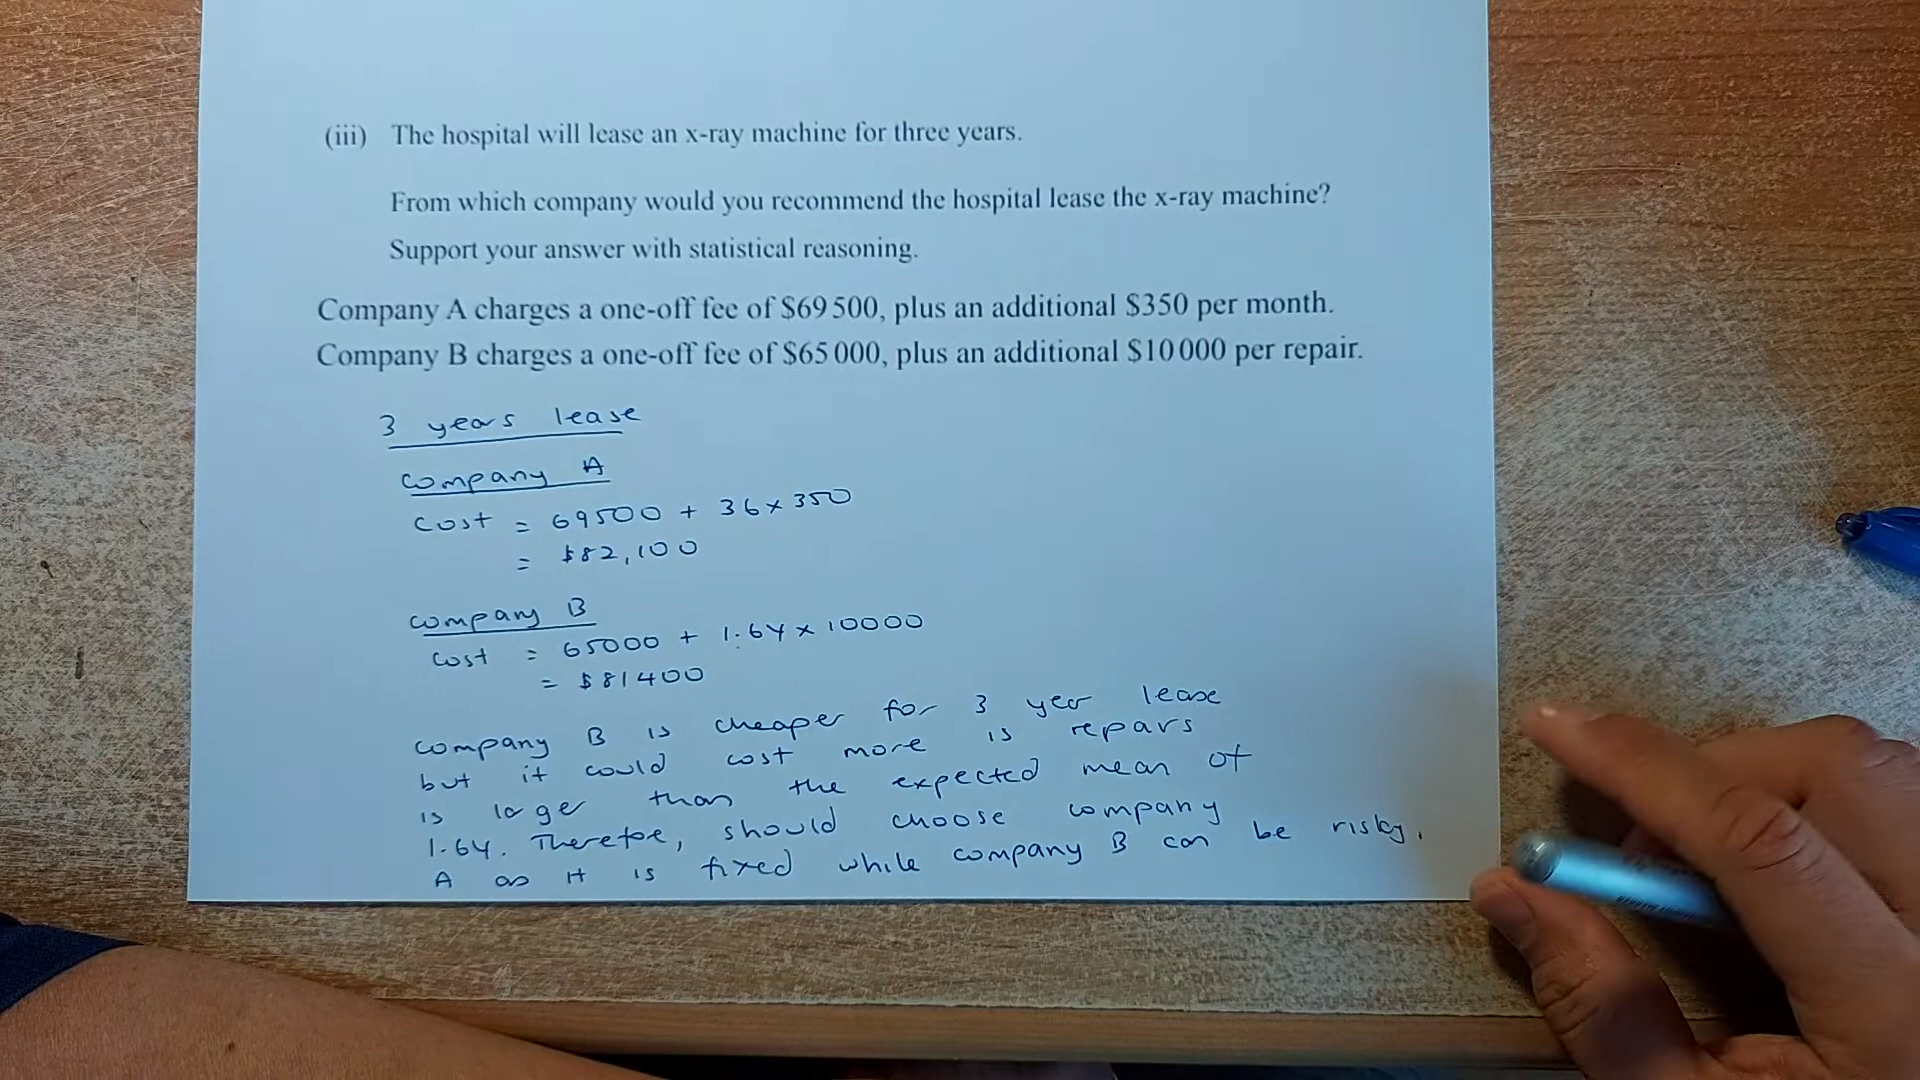 (iii) The hospital will lease an x-ray machine for three years.
From which company would you recommend the hospital lease the x-ray machine?
Support your answer with statistical reasoning.
Company A charges a one-off fee of $69 500, plus an additional $350 per month.
Company B charges a one-off fee of $65 000, plus an additional $10 000 per repair.
3 years lease
Company A
Cost = 69500 + 36 x 350
= $82,100
Company B
Cost = 65000 + 1.64 x 10000
= $81400
Company B is cheaper for 3 year lease
but it could cost more is repairs
is larger than the expected mean of
1.64. Therefore, should choose company
A as it is fixed while company B can be risky.